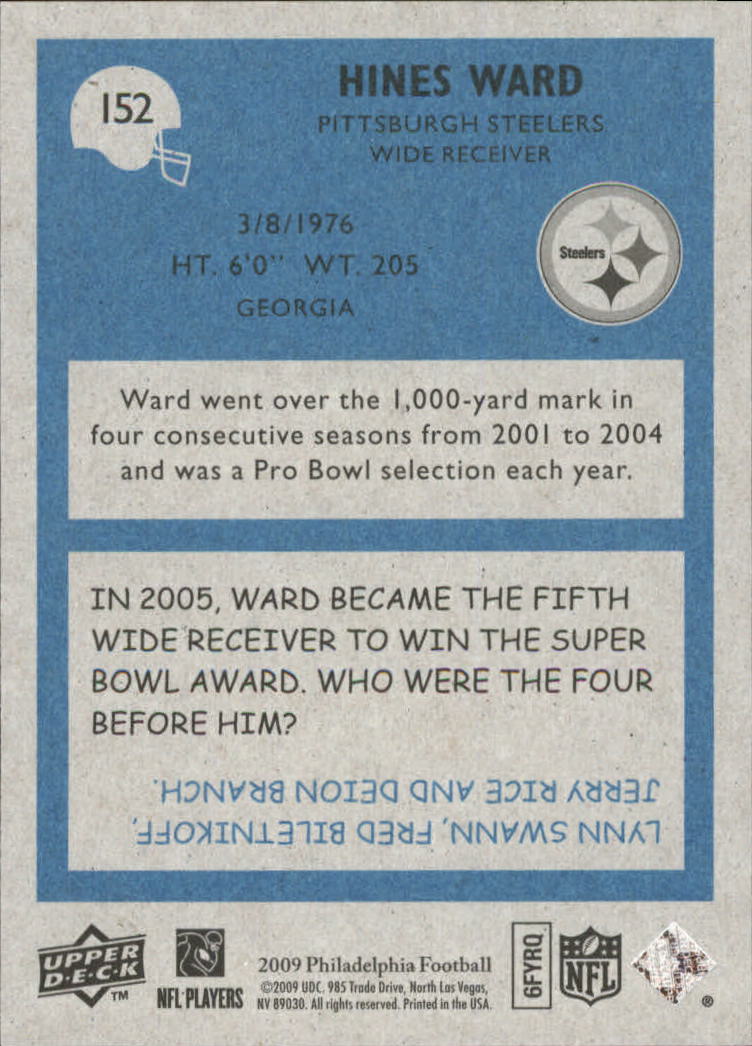 152
HINES WARD
PITTSBURGH STEELERS
WIDE RECEIVER
3/8/1976
HT. 6'0" WT. 205
GEORGIA
Steelers
Ward went over the 1,000-yard mark in
four consecutive seasons from 2001 to 2004
and was a Pro Bowl selection each year.
IN 2005, WARD BECAME THE FIFTH
WIDE RECEIVER TO WIN THE SUPER
BOWL AWARD. WHO WERE THE FOUR
BEFORE HIM?
LYNN SWANN, FRED BILETNIKOFF,
JERRY RICE AND DEION BRANCH.
UPPER
D·E·C·K
TM
NFL PLAYERS
2009 Philadelphia Football
©2009 UDC. 985 Trade Drive, North Las Vegas,
NV 89030. All rights reserved. Printed in the USA.
6FYRQ
NFL
®